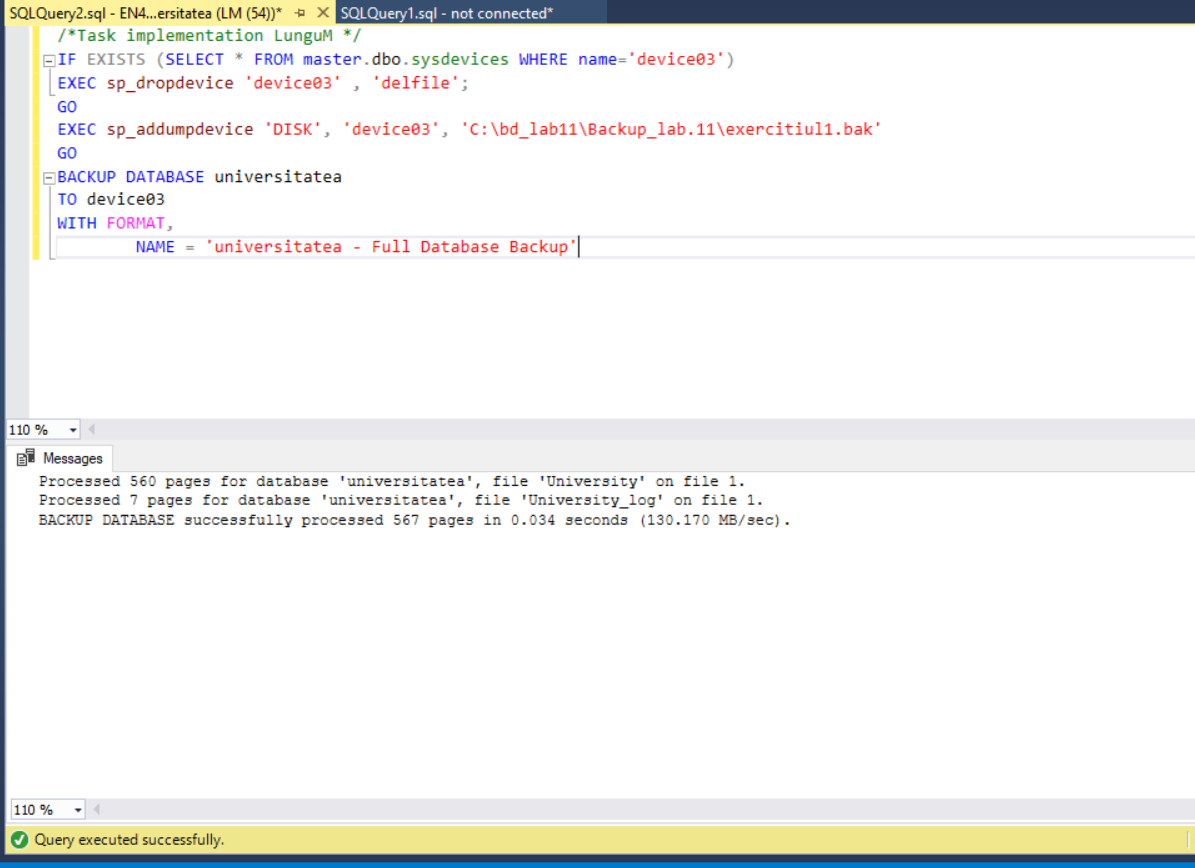 SQLQuery2.sql - EN4...ersitatea (LM (54))* SQLQuery1.sql - not connected*
/*Task implementation LunguM */
IF EXISTS (SELECT * FROM master.dbo.sysdevices WHERE name='device03')
EXEC sp_dropdevice 'device03' , 'delfile';
GO
EXEC sp_addumpdevice 'DISK', 'device03', 'C:\bd_lab11\Backup_lab.11\exercitiul1.bak'
GO
BACKUP DATABASE universitatea
TO device03
WITH FORMAT,
NAME = 'universitatea - Full Database Backup'
110 %
Messages
Processed 560 pages for database 'universitatea', file 'University' on file 1.
Processed 7 pages for database 'universitatea', file 'University_log' on file 1.
BACKUP DATABASE successfully processed 567 pages in 0.034 seconds (130.170 MB/sec).
110 %
Query executed successfully.